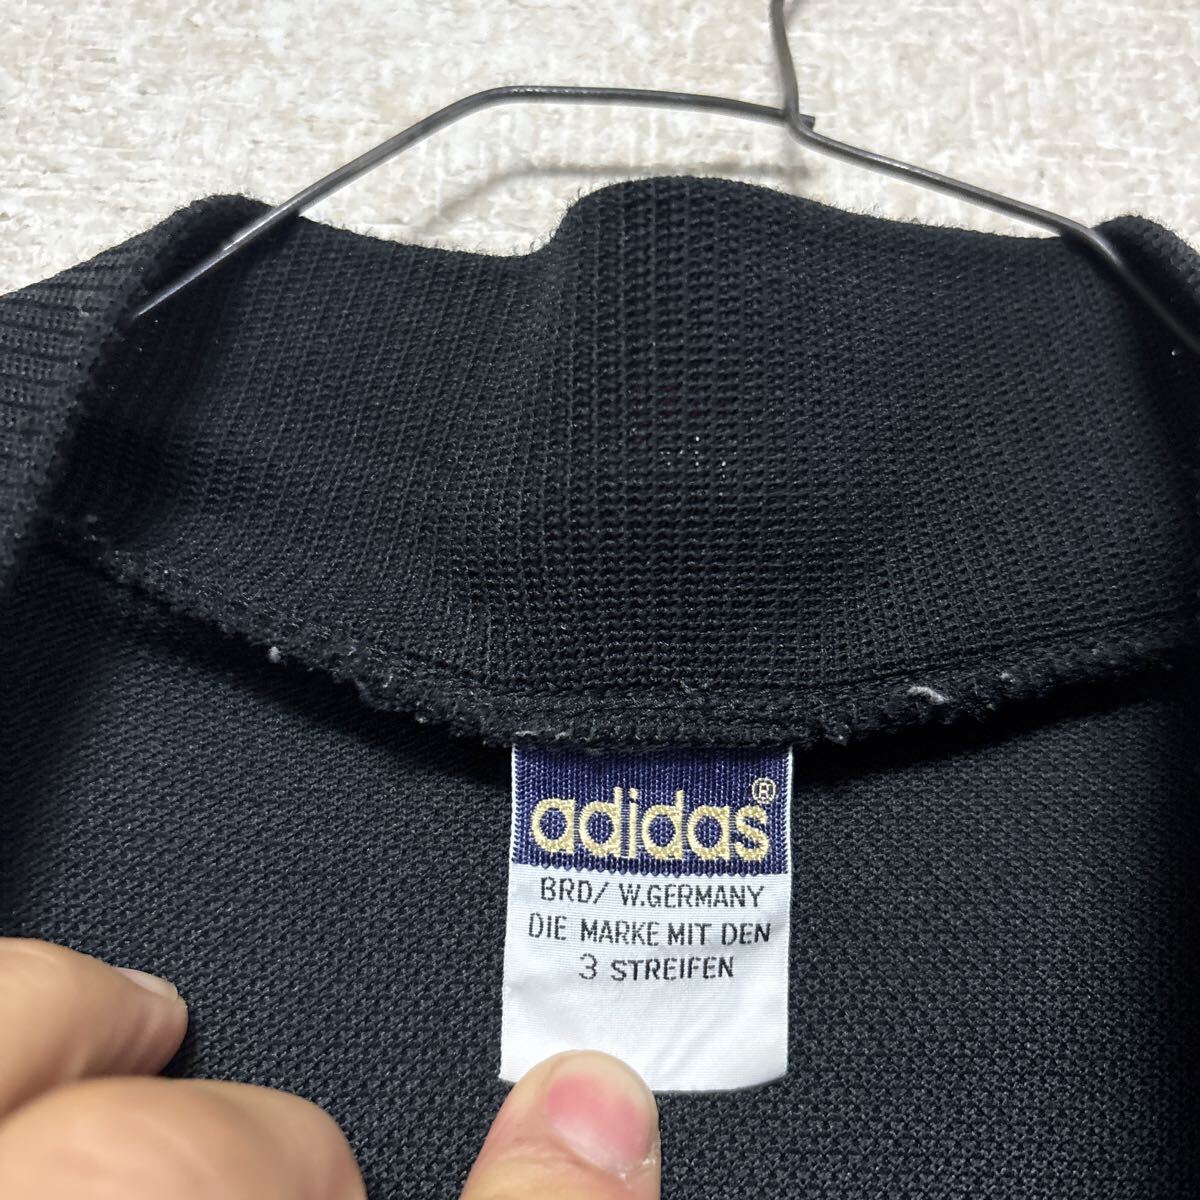 adidas®
BRD/ W.GERMANY
DIE MARKE MIT DEN
3 STREIFEN